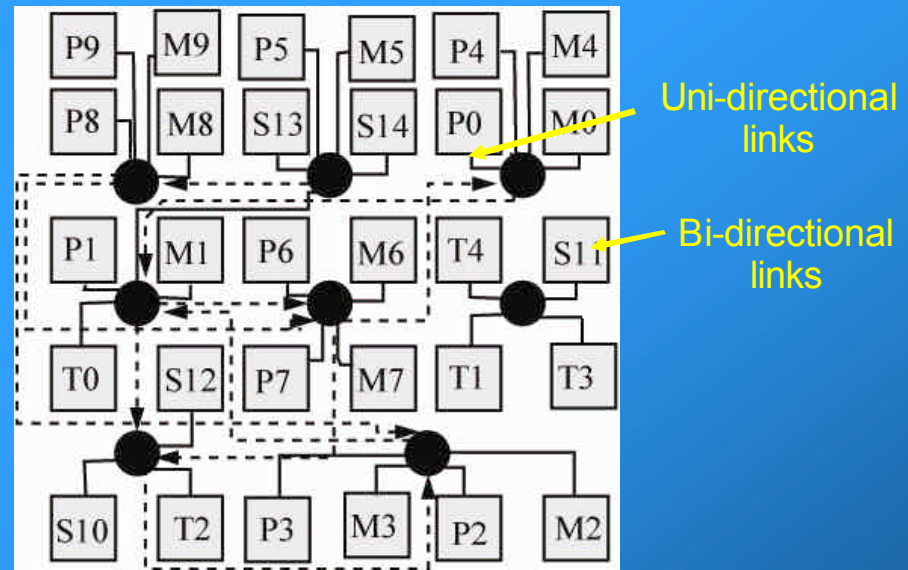 P9 M9 P5 M5 P4 M4
P8 M8 S13 S14 P0 M0
Uni-directional
links
P1 M1 P6 M6 T4 S11
Bi-directional
links
T0 S12 P7 M7 T1 T3
S10 T2 P3 M3 P2 M2